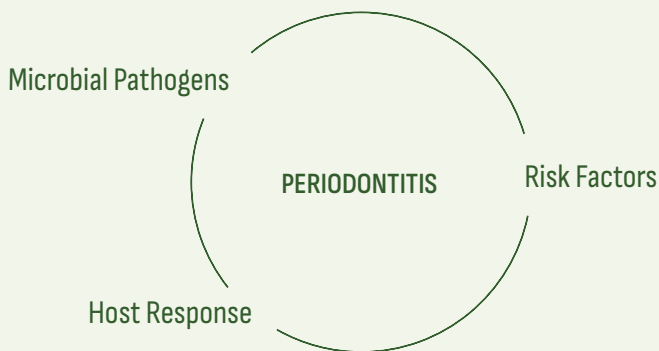 Microbial Pathogens
PERIODONTITIS
Risk Factors
Host Response